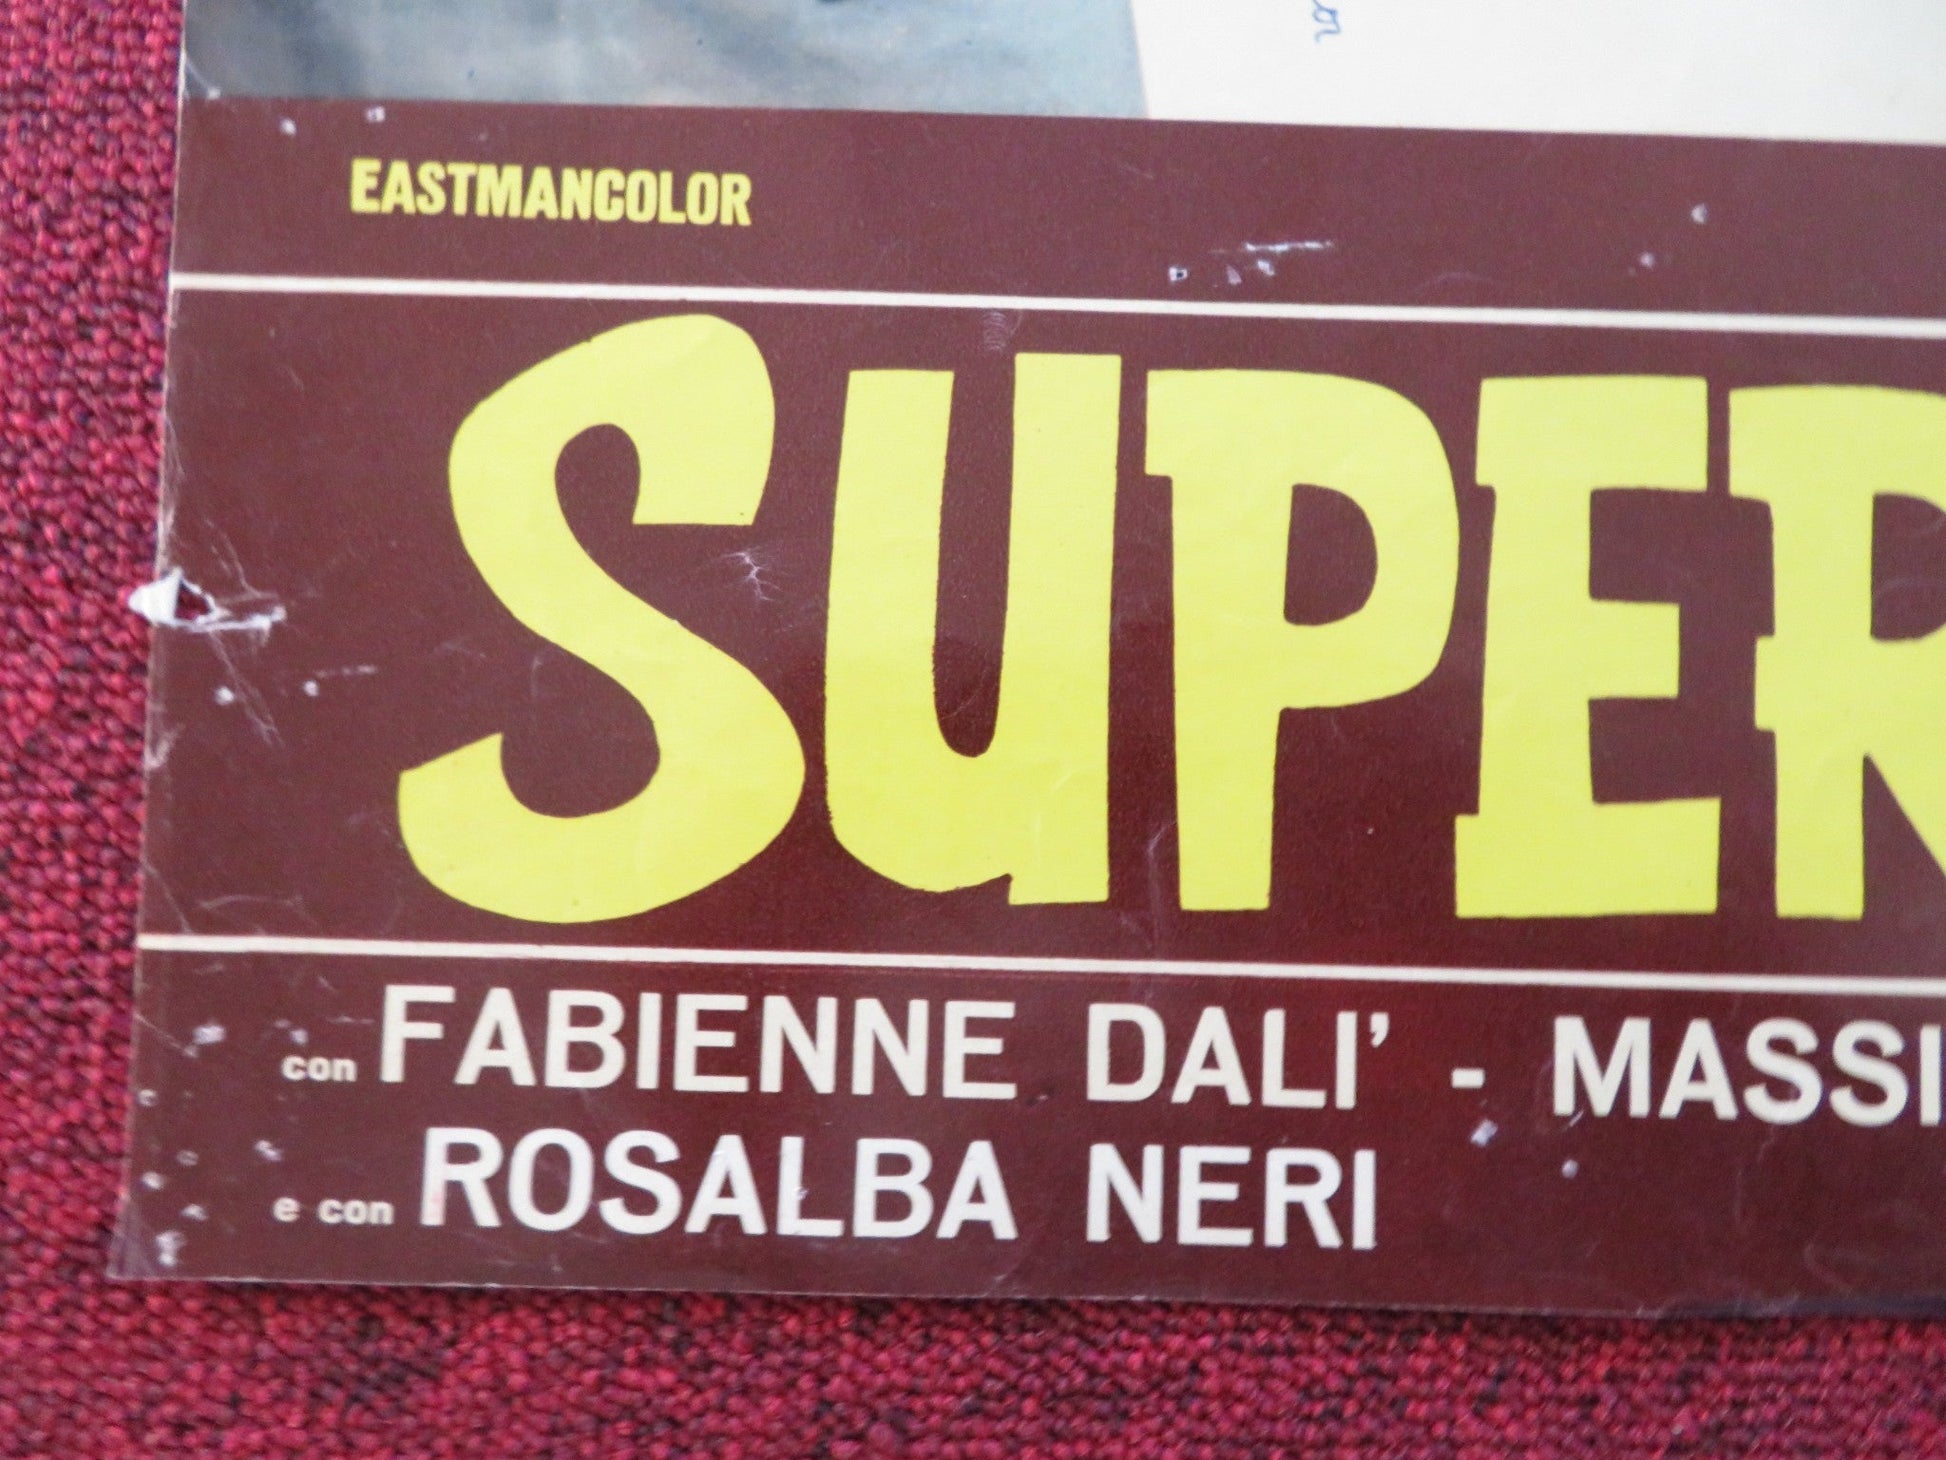 EASTMANCOLOR
SUPER
con FABIENNE DALI' - MASSI
e con ROSALBA NERI